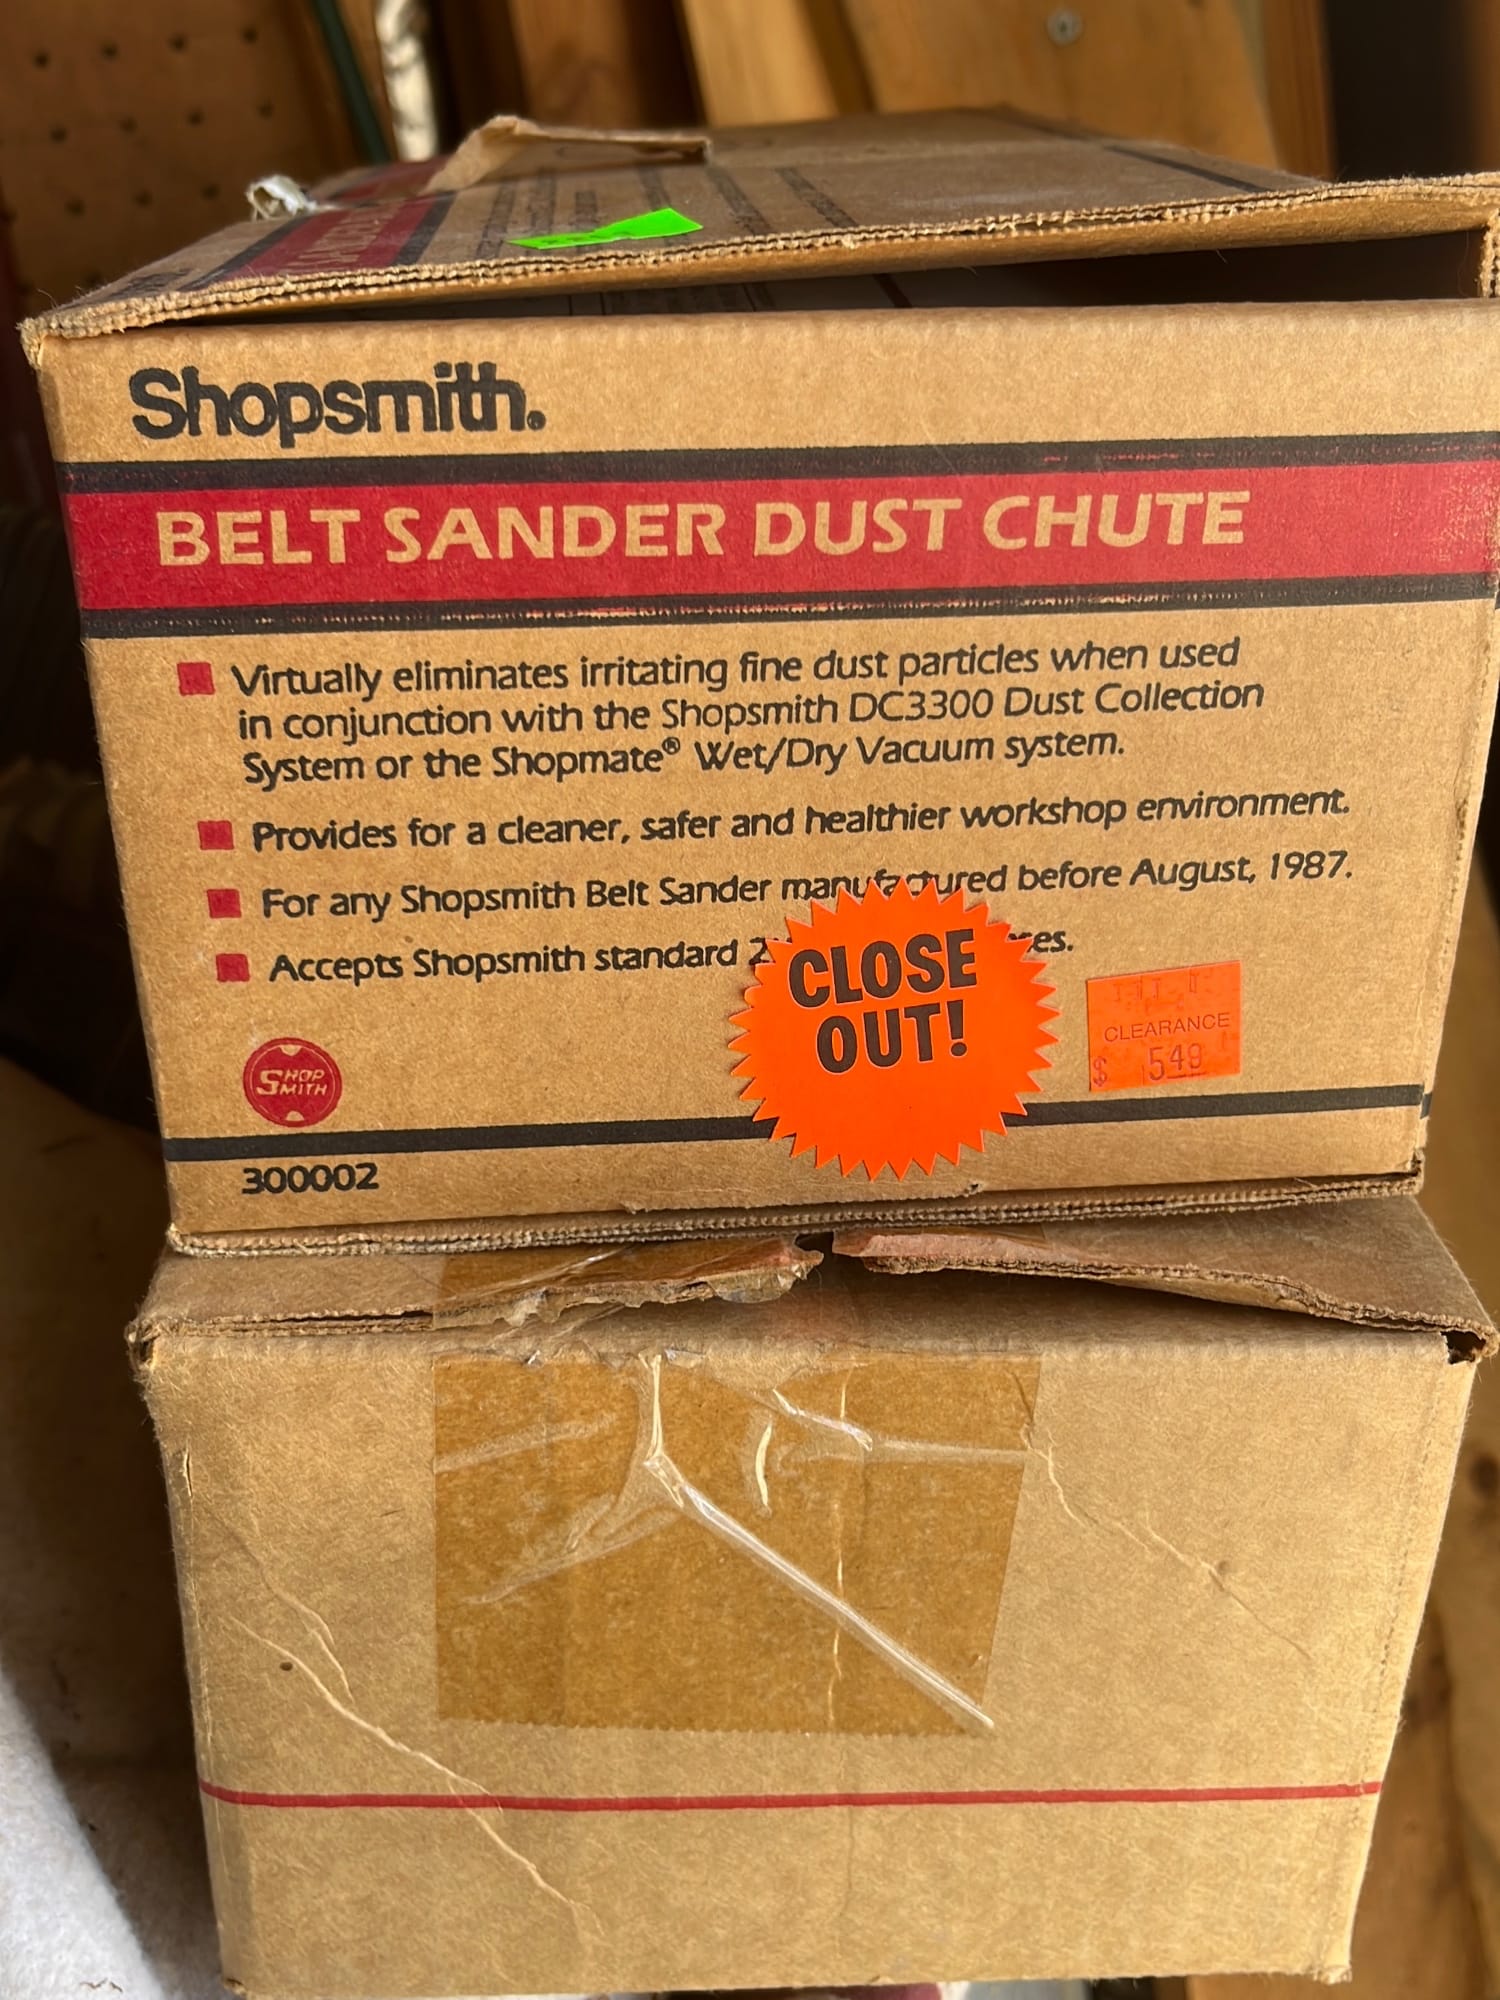 Shopsmith®
BELT SANDER DUST CHUTE
Virtually eliminates irritating fine dust particles when used
in conjunction with the Shopsmith DC3300 Dust Collection
System or the Shopmate® Wet/Dry Vacuum system.
Provides for a cleaner, safer and healthier workshop environment.
For any Shopsmith Belt Sander manufactured before August, 1987.
Accepts Shopsmith standard 2
CLOSE
OUT!
CLEARANCE
$ 549
SHOP
SMITH
300002